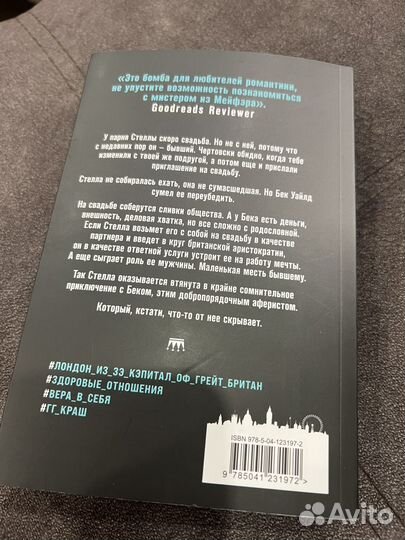 «Это бомба для любителей романтики,
не упустите возможность познакомиться
с мистером из Мейфэра».
Goodreads Reviewer
У парня Стеллы скоро свадьба. Но не с ней, потому что
с недавних пор он — бывший. Чертовски обидно, когда тебе
изменили с твоей же подругой, а потом еще и прислали
приглашение на свадьбу.
Стелла не собиралась ехать, она не сумасшедшая. Но Бек Уайлд
сумел ее переубедить.
На свадьбе соберутся сливки общества. А у Бека есть деньги,
внешность, деловая хватка, но все сложно с родословной.
Если Стелла возьмет его с собой на свадьбу в качестве
партнера и введет в круг британской аристократии,
он в качестве ответной услуги устроит ее на работу мечты.
А еще сыграет роль ее мужчины. Маленькая месть бывшему.
Так Стелла оказывается втянута в крайне сомнительное
приключение с Беком, этим добропорядочным аферистом.
Который, кстати, что-то от нее скрывает.
#ЛОНДОН_ИЗ_ЗЭ_КЭПИТАЛ_ОФ_ГРЕЙТ_БРИТАН
#ЗДОРОВЫЕ_ОТНОШЕНИЯ
#ВЕРА_В_СЕБЯ
#ГГ_КРАШ
ISBN 978-5-04-123197-2
9 785041 231972 >
Avito